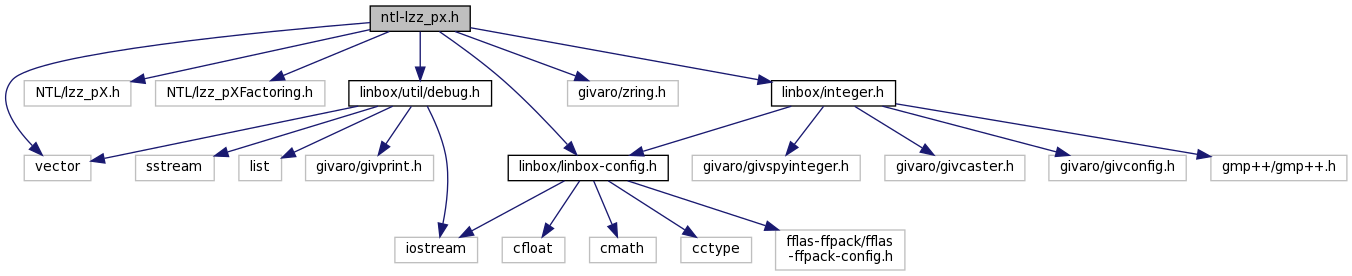 ntl-lzz_px.h
NTL/lzz_pX.h
NTL/lzz_pXFactoring.h
linbox/util/debug.h
givaro/zring.h
linbox/integer.h
vector
sstream
list
givaro/givprint.h
linbox/linbox-config.h
givaro/givspyinteger.h
givaro/givcaster.h
givaro/givconfig.h
gmp++/gmp++.h
iostream
cfloat
cmath
cctype
fflas-ffpack/fflas
-ffpack-config.h